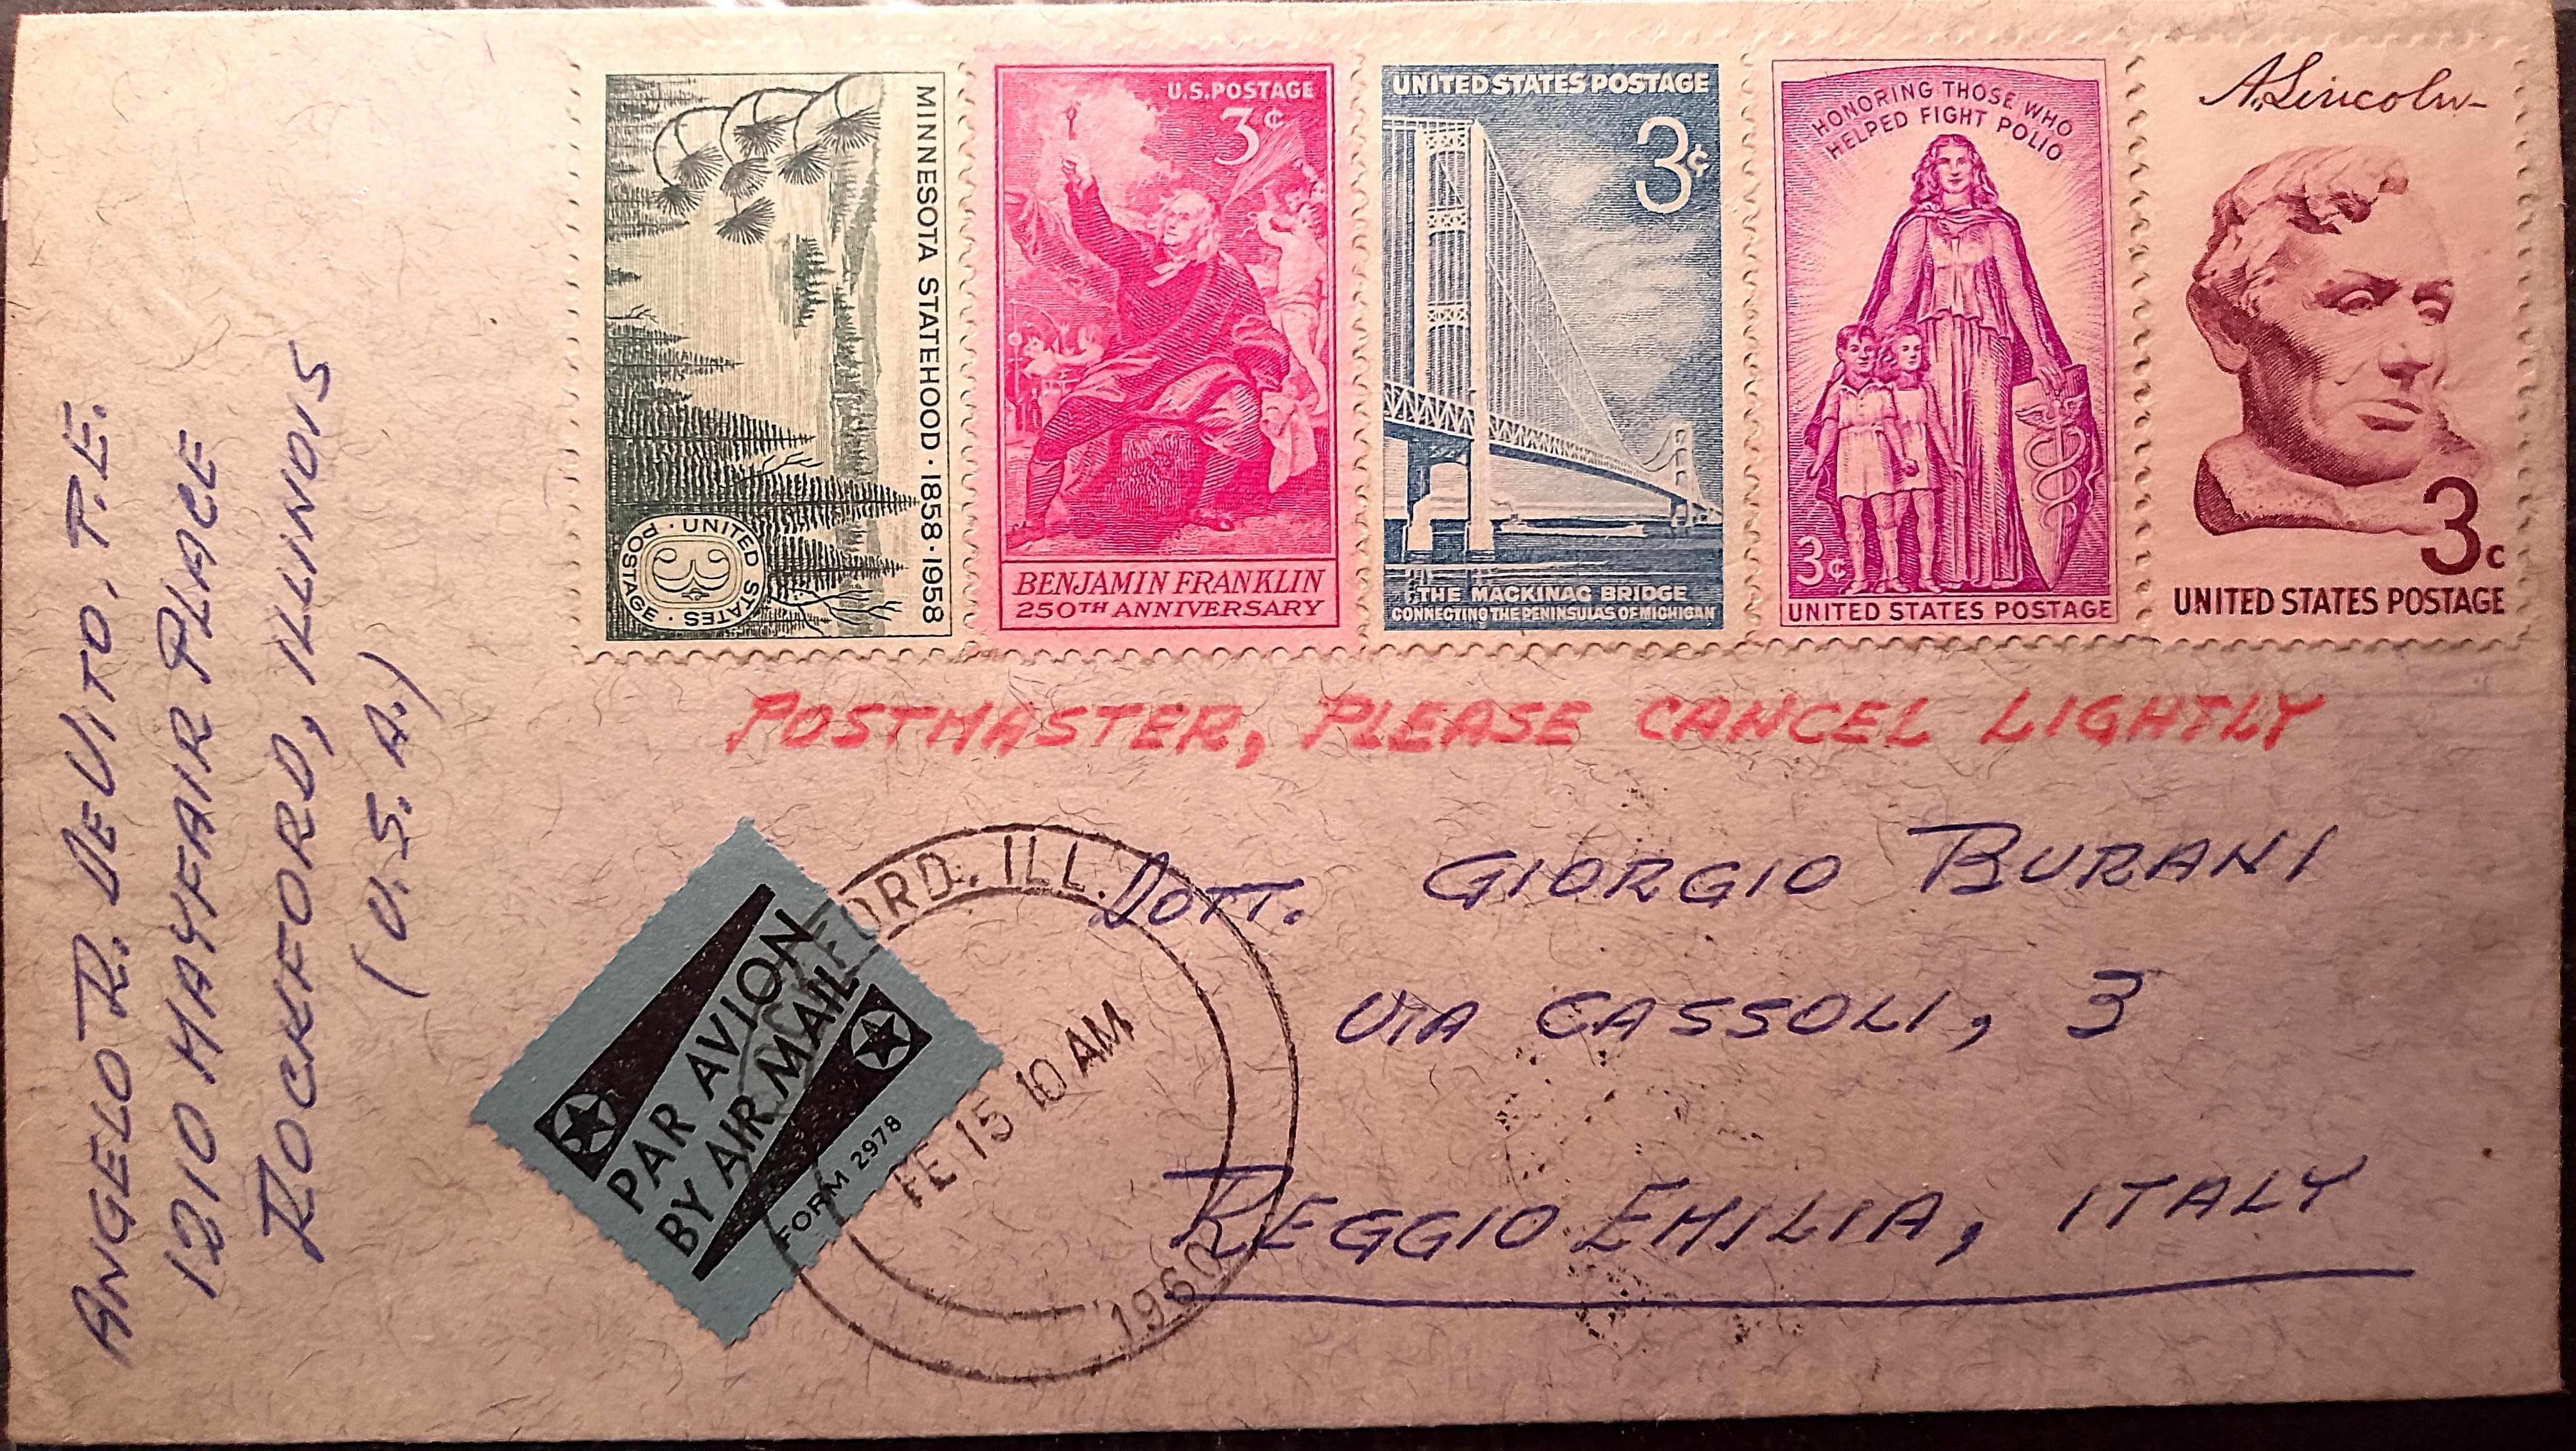 MINNESOTA STATEHOOD · 1858 · 1958
· UNITED STATES · POSTAGE
3
U.S.POSTAGE
3¢
BENJAMIN FRANKLIN
250TH ANNIVERSARY
UNITED STATES POSTAGE
3¢
THE MACKINAC BRIDGE
CONNECTING THE PENINSULAS OF MICHIGAN
HONORING THOSE WHO
HELPED FIGHT POLIO
3¢
UNITED STATES POSTAGE
A. Lincoln
3c
UNITED STATES POSTAGE
ANGELO R. DEVITO, P.E.
1210 MAYFAIR PLACE
ROCKFORD, ILLINOIS
(U.S.A.)
POSTMASTER, PLEASE CANCEL LIGHTLY
PAR AVION
BY AIR MAIL
FORM 2978
ROCKFORD, ILL.
FE 15 10 AM
1960
DOTT. GIORGIO BURANI
VIA CASSOLI, 3
REGGIO EMILIA, ITALY